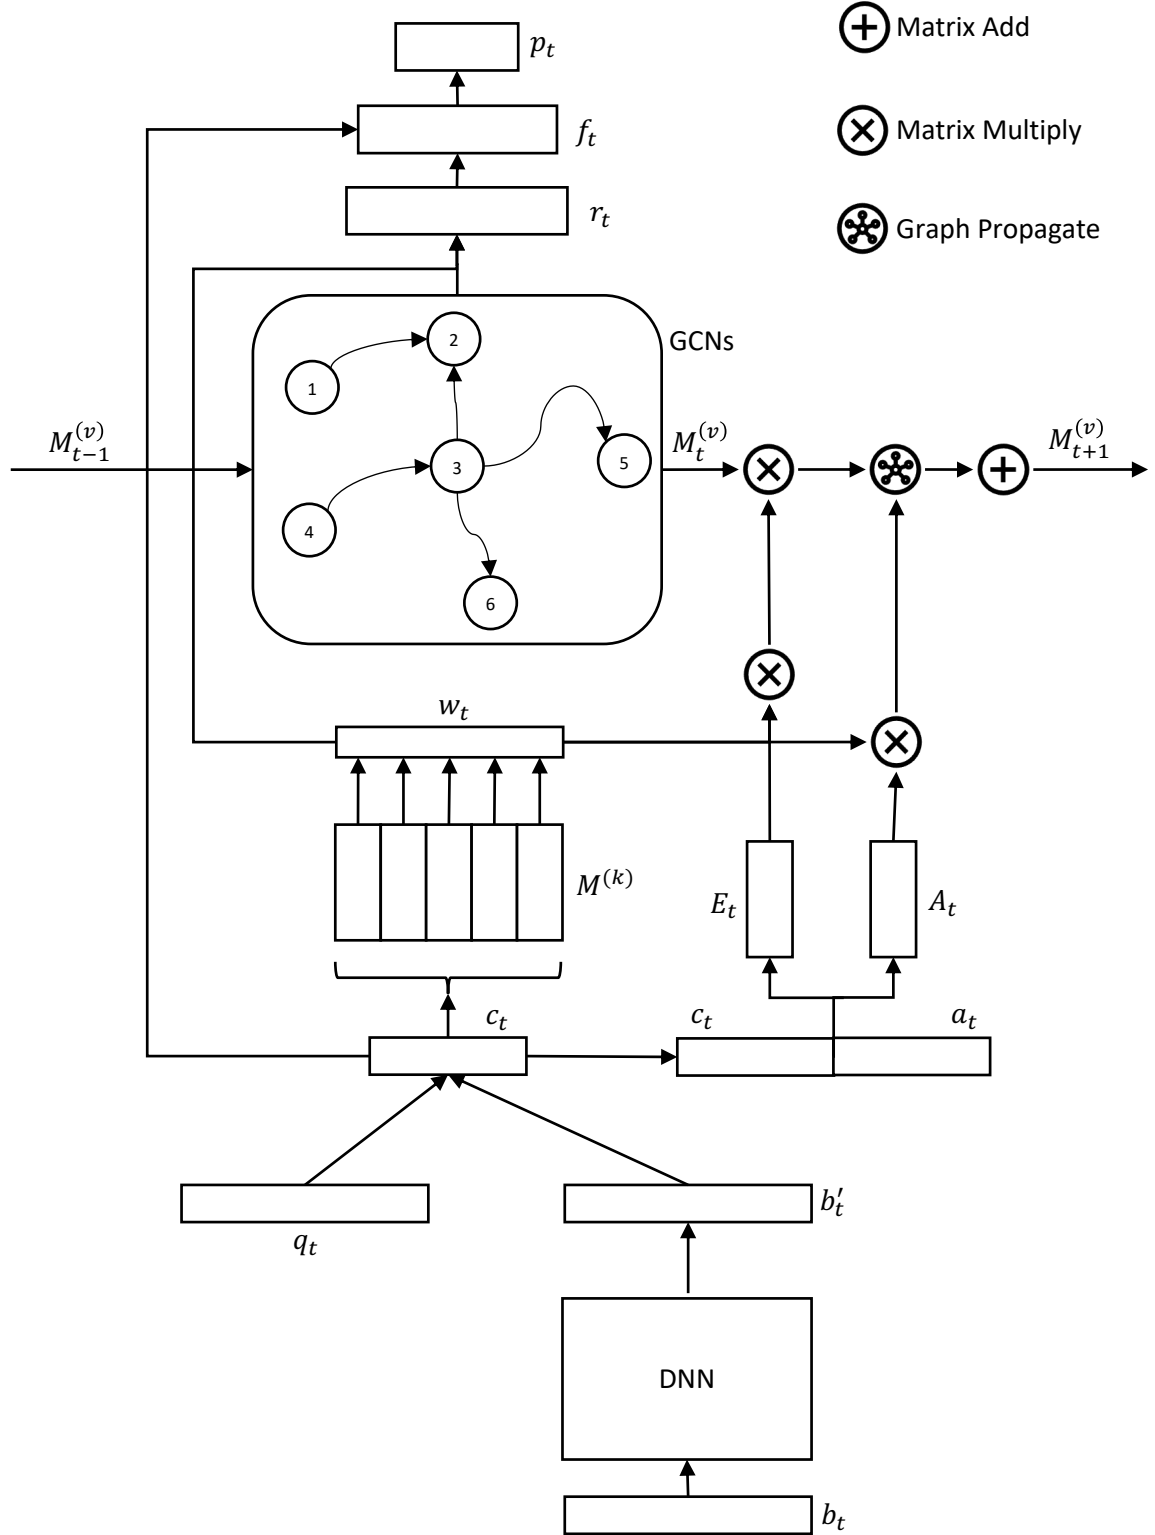 p_t
Matrix Add
f_t
Matrix Multiply
r_t
Graph Propagate
GCNs
1
2
3
4
5
6
M_{t-1}^{(v)}
M_t^{(v)}
M_{t+1}^{(v)}
w_t
M^{(k)}
E_t
A_t
c_t
c_t
a_t
q_t
b'_t
DNN
b_t